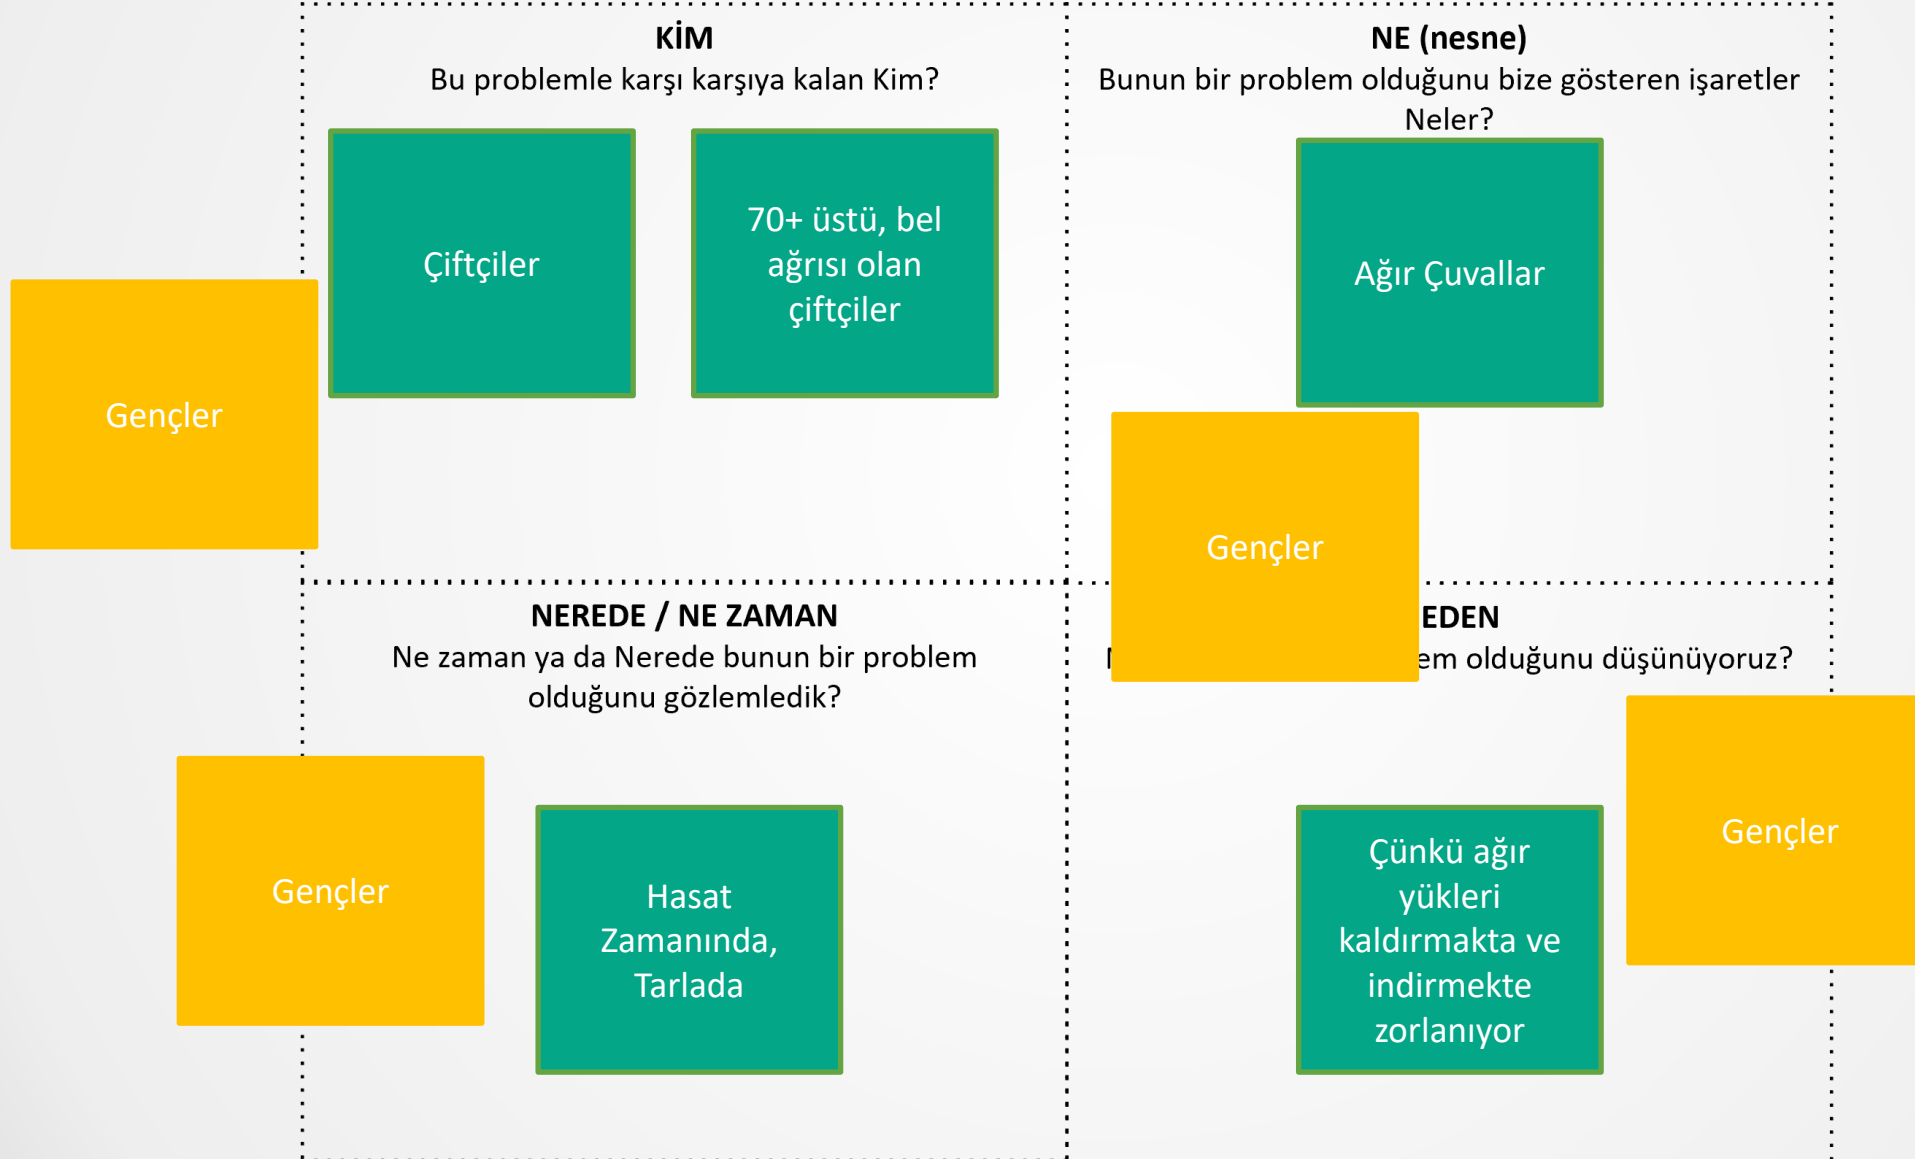 KİM
Bu problemle karşı karşıya kalan Kim?
Çiftçiler
70+ üstü, bel
ağrısı olan
çiftçiler
Gençler
NE (nesne)
Bunun bir problem olduğunu bize gösteren işaretler
Neler?
Ağır Çuvallar
Gençler
NEREDE / NE ZAMAN
Ne zaman ya da Nerede bunun bir problem
olduğunu gözlemledik?
Gençler
Hasat
Zamanında,
Tarlada
EDEN
em olduğunu düşünüyoruz?
Çünkü ağır
yükleri
kaldırmakta ve
indirmekte
zorlanıyor
Gençler